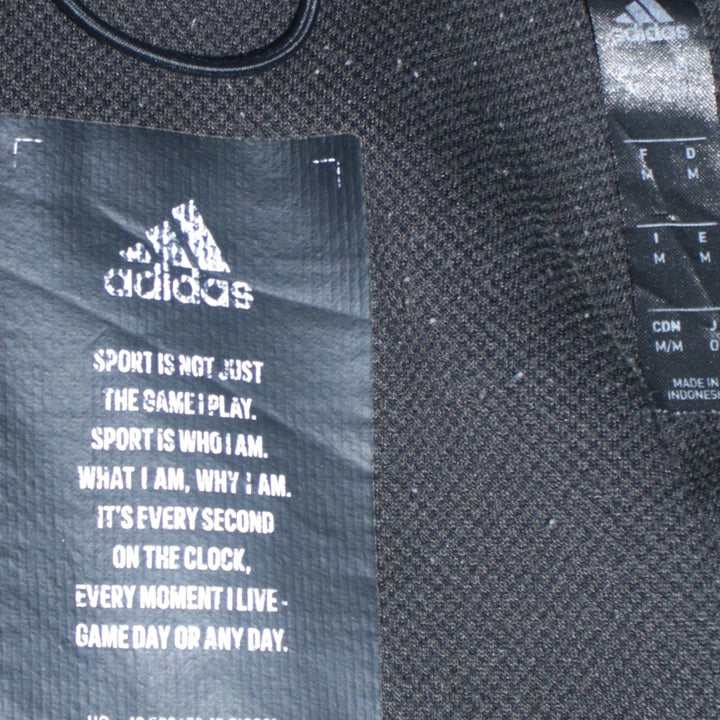 adidas
SPORT IS NOT JUST
THE GAME I PLAY.
SPORT IS WHO I AM.
WHAT I AM, WHY I AM.
IT'S EVERY SECOND
ON THE CLOCK,
EVERY MOMENT I LIVE -
GAME DAY OR ANY DAY.
adidas
F D
M M
I E
M M
CDN J
M/M O
MADE IN
INDONES